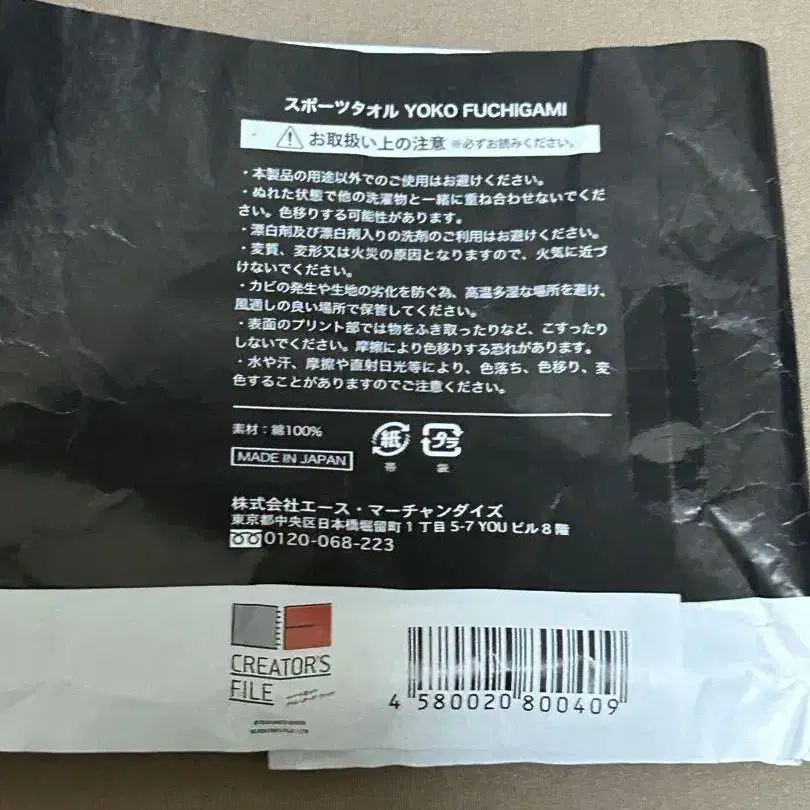 スポーツタオル YOKO FUCHIGAMI
お取扱い上の注意 ※必ずお読みください。
・本製品の用途以外でのご使用はお避けください。
・ぬれた状態で他の洗濯物と一緒に重ね合わせないでくだ
さい。色移りする可能性があります。
・漂白剤及び漂白剤入りの洗剤のご利用はお避けください。
・変質、変形又は火災の原因となりますので、火気に近づ
けないでください。
・カビの発生や生地の劣化を防ぐ為、高温多湿な場所を避け、
風通しの良い場所で保管してください。
・表面のプリント部では物をふき取ったりなど、こすったり
しないでください。摩擦により色移りする恐れがあります。
・水や汗、摩擦や直射日光等により、色落ち、色移り、変
色することがありますのでご注意ください。
素材：綿100%
紙 プラ
帯 袋
MADE IN JAPAN
株式会社エース・マーチャンダイズ
東京都中央区日本橋堀留町1丁目5-7 YOUビル8階
0120-068-223
CREATOR'S
FILE
4 580020 800409